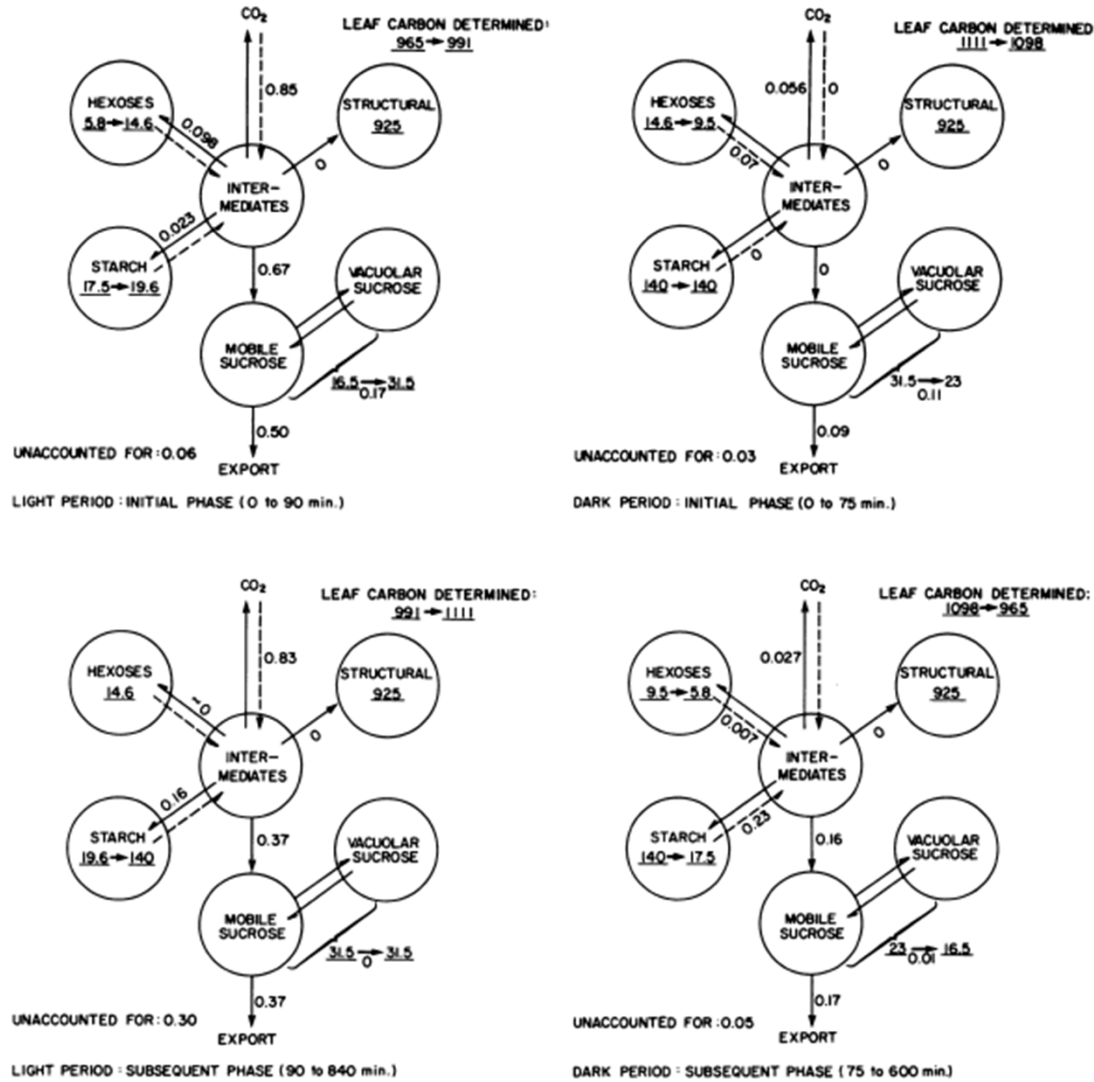 CO₂
LEAF CARBON DETERMINED:
965→991
0.85
HEXOSES
5.8→14.6
0.098
STRUCTURAL
925
0
INTER-
MEDIATES
0.023
STARCH
17.5→19.6
0.67
VACUOLAR
SUCROSE
MOBILE
SUCROSE
16.5→31.5
0.17
0.50
UNACCOUNTED FOR:0.06
EXPORT
LIGHT PERIOD : INITIAL PHASE (0 to 90 min.)
CO₂
LEAF CARBON DETERMINED
1111→1098
0.056
0
HEXOSES
14.6→9.5
0.07
STRUCTURAL
925
0
INTER-
MEDIATES
STARCH
140→140
0
0
VACUOLAR
SUCROSE
MOBILE
SUCROSE
31.5→23
0.11
0.09
UNACCOUNTED FOR:0.03
EXPORT
DARK PERIOD : INITIAL PHASE (0 to 75 min.)
CO₂
LEAF CARBON DETERMINED:
991→1111
0.83
HEXOSES
14.6
~0
STRUCTURAL
925
0
INTER-
MEDIATES
0.16
STARCH
19.6→140
0.37
VACUOLAR
SUCROSE
MOBILE
SUCROSE
31.5→31.5
0
0.37
UNACCOUNTED FOR:0.30
EXPORT
LIGHT PERIOD : SUBSEQUENT PHASE (90 to 840 min.)
CO₂
LEAF CARBON DETERMINED:
1098→965
0.027
HEXOSES
9.5→5.8
0.007
STRUCTURAL
925
0
INTER-
MEDIATES
0.23
STARCH
140→17.5
0.16
VACUOLAR
SUCROSE
MOBILE
SUCROSE
23→16.5
0.01
0.17
UNACCOUNTED FOR:0.05
EXPORT
DARK PERIOD : SUBSEQUENT PHASE (75 to 600 min.)